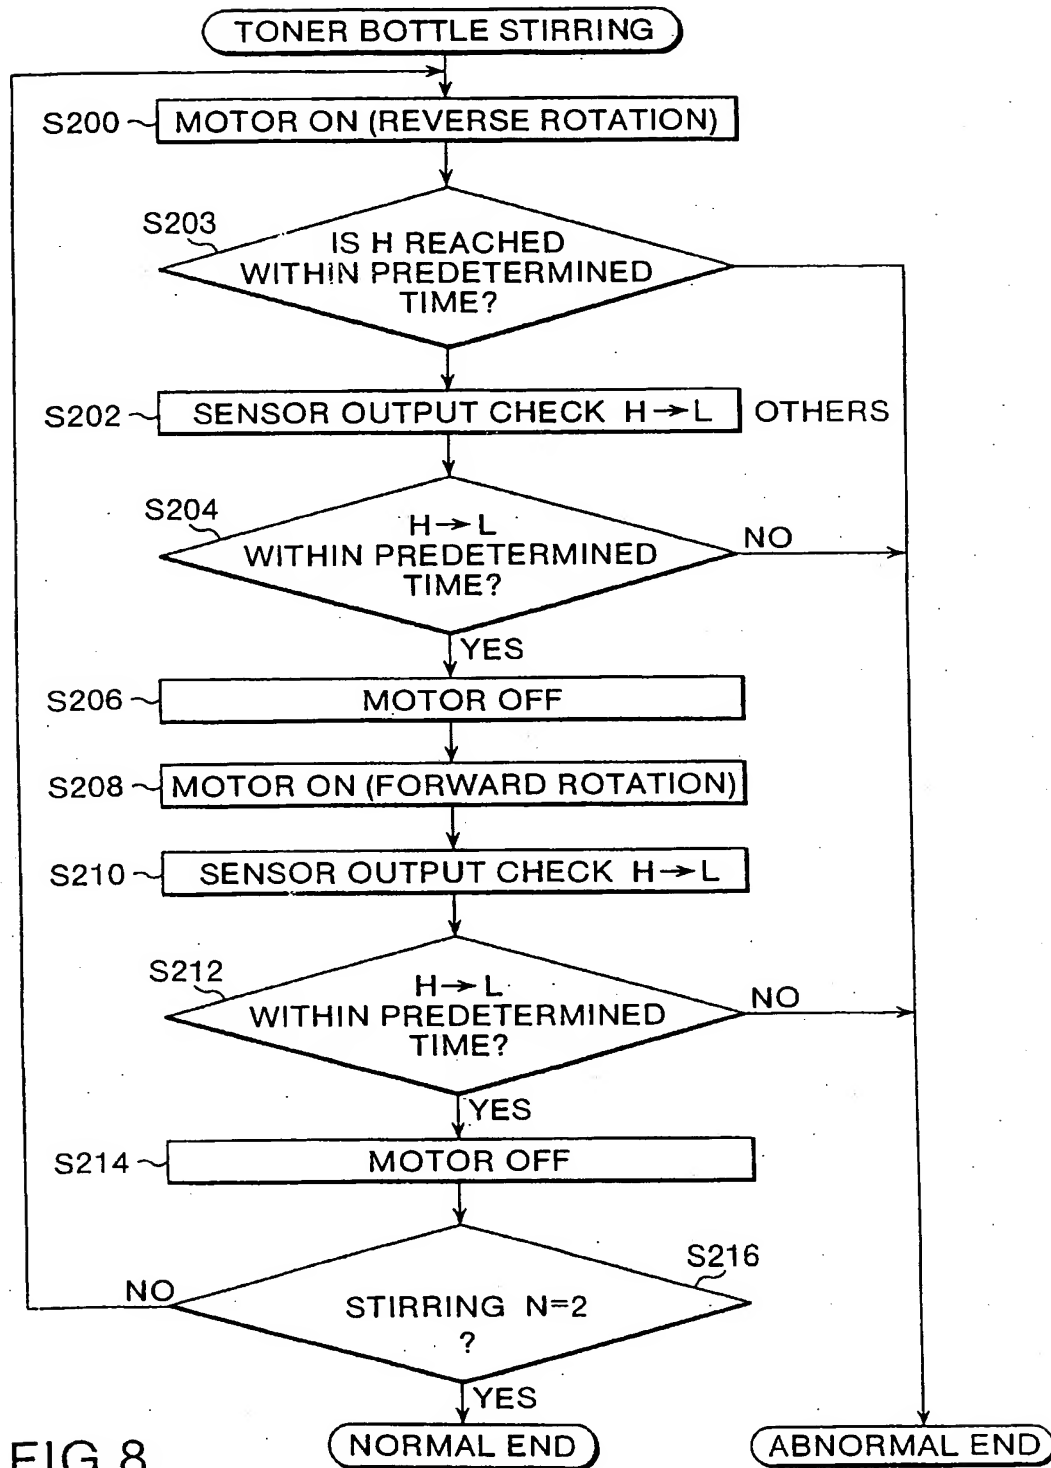 TONER BOTTLE STIRRING
S200 MOTOR ON (REVERSE ROTATION)
S203
IS H REACHED
WITHIN PREDETERMINED
TIME?
S202 SENSOR OUTPUT CHECK H→L OTHERS
S204
H→L
WITHIN PREDETERMINED
TIME?
NO
YES
S206 MOTOR OFF
S208 MOTOR ON (FORWARD ROTATION)
S210 SENSOR OUTPUT CHECK H→L
S212
H→L
WITHIN PREDETERMINED
TIME?
NO
YES
S214 MOTOR OFF
S216
NO
STIRRING N=2
?
YES
NORMAL END
ABNORMAL END
FIG.8